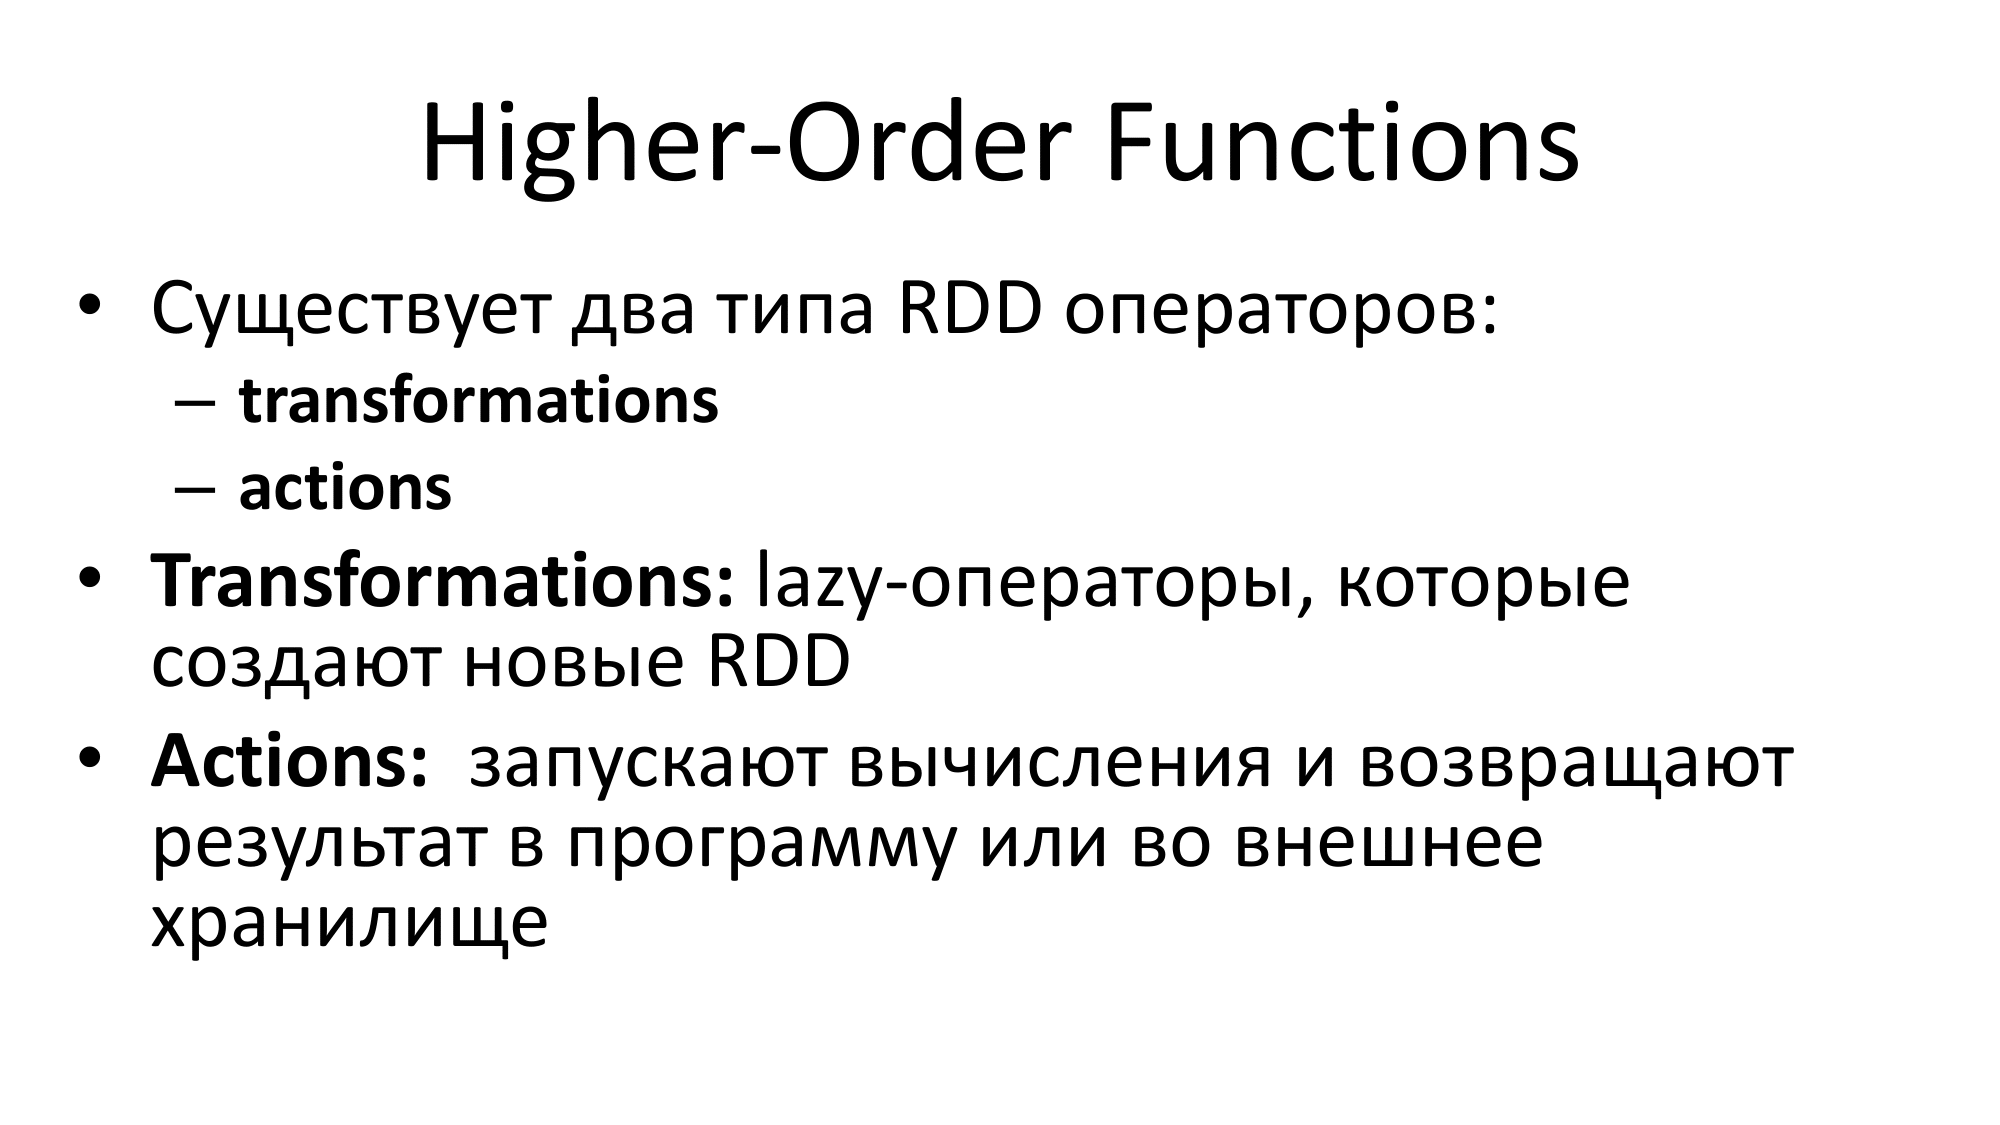 Higher-Order Functions
• Существует два типа RDD операторов:
– transformations
– actions
• Transformations: lazy-операторы, которые
создают новые RDD
• Actions:  запускают вычисления и возвращают
результат в программу или во внешнее
хранилище